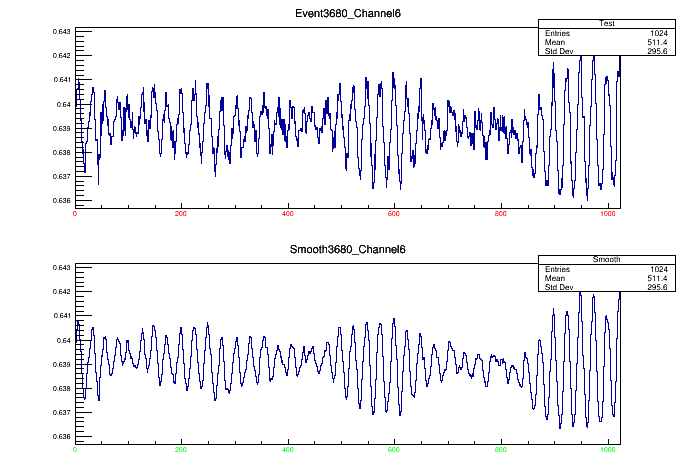 Event3680_Channel6
Test
Entries 1024
Mean 511.4
Std Dev 295.6
0.643
0.642
0.641
0.64
0.639
0.638
0.637
0.636
0 200 400 600 800 1000
Smooth3680_Channel6
Smooth
Entries 1024
Mean 511.4
Std Dev 295.6
0.643
0.642
0.641
0.64
0.639
0.638
0.637
0.636
0 200 400 600 800 1000